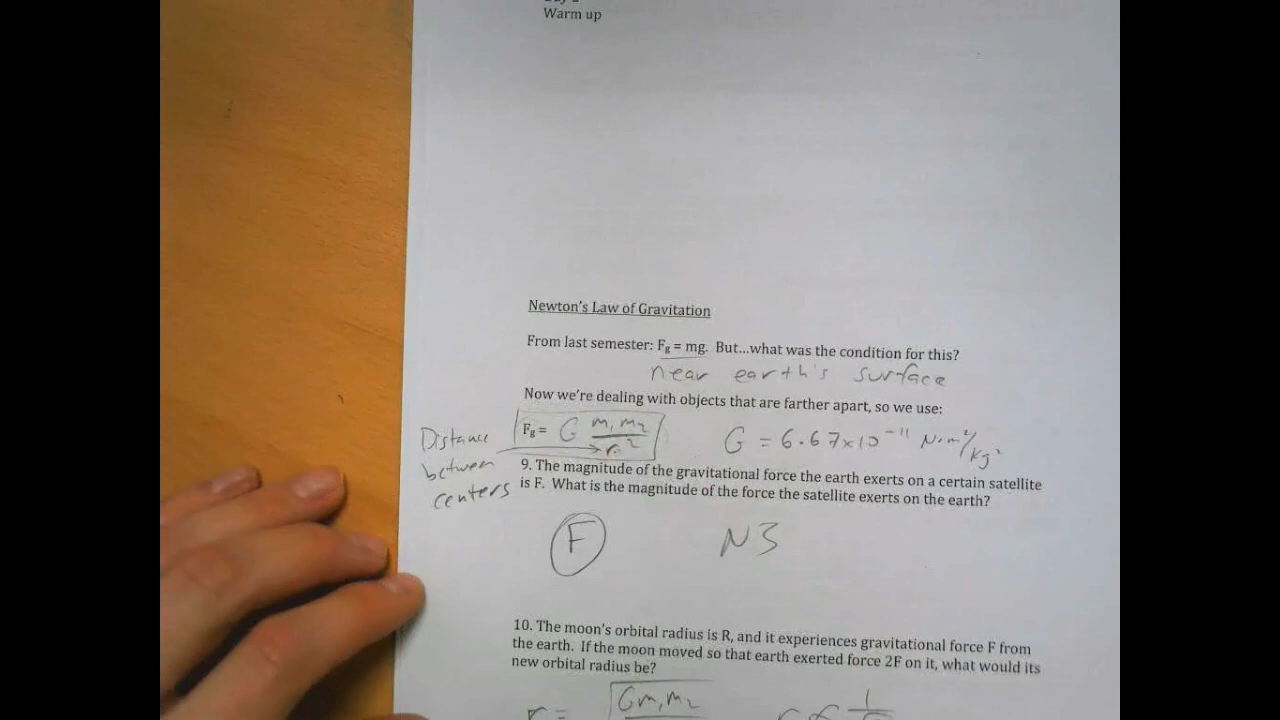 Warm up
Newton's Law of Gravitation
From last semester: Fg = mg. But...what was the condition for this?
near earth's surface
Now we're dealing with objects that are farther apart, so we use:
Fg = G m₁m₂/r² G = 6.67x10⁻¹¹ N·m²/kg²
Distance
between
centers
9. The magnitude of the gravitational force the earth exerts on a certain satellite
is F. What is the magnitude of the force the satellite exerts on the earth?
F N3
10. The moon's orbital radius is R, and it experiences gravitational force F from
the earth. If the moon moved so that earth exerted force 2F on it, what would its
new orbital radius be?
r = Gm₁m₂